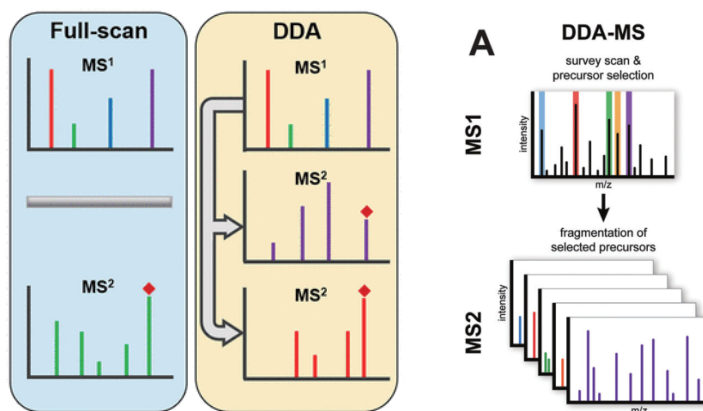 Full-scan
MS¹
MS²
DDA
MS¹
MS²
MS²
A
DDA-MS
survey scan &
precursor selection
MS1
intensity
m/z
fragmentation of
selected precursors
MS2
intensity
m/z